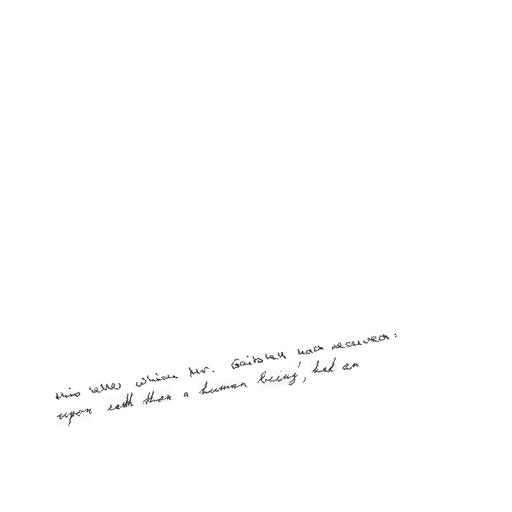 this letter which Mr. Gaitskell had received:
upon earth than a human being, had an